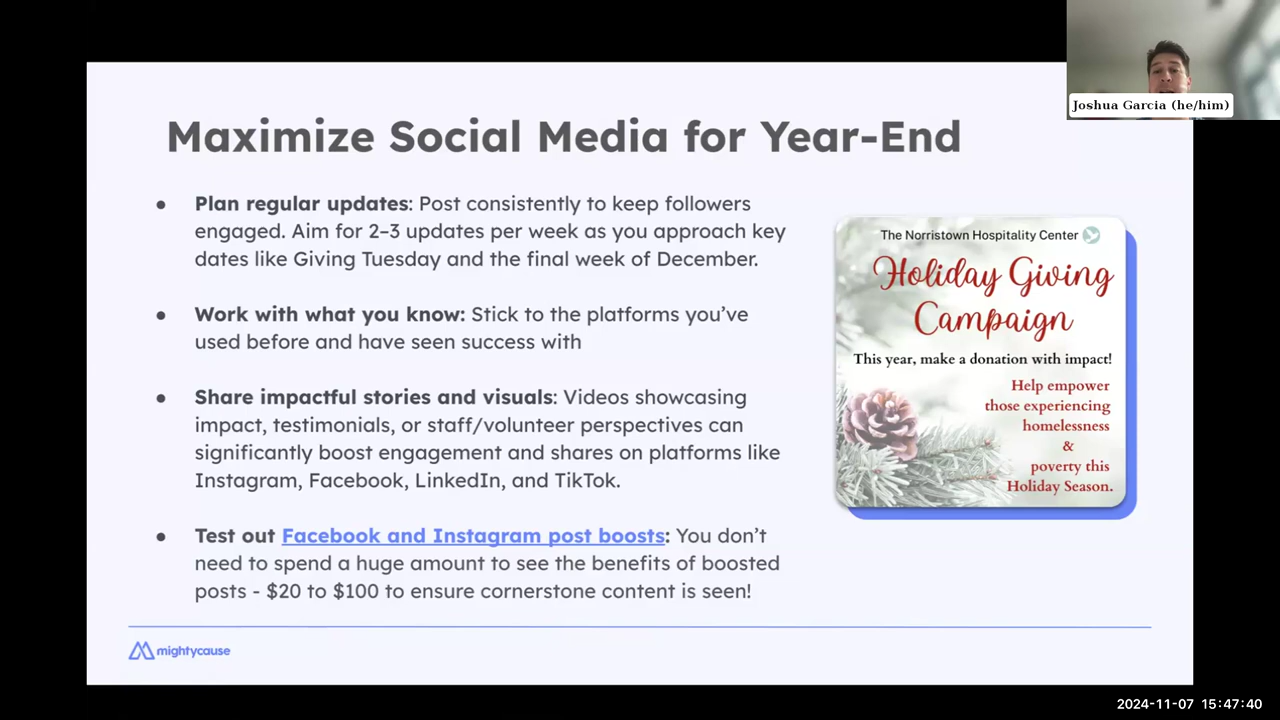 Joshua Garcia (he/him)
Maximize Social Media for Year-End
● Plan regular updates: Post consistently to keep followers
engaged. Aim for 2–3 updates per week as you approach key
dates like Giving Tuesday and the final week of December.
● Work with what you know: Stick to the platforms you’ve
used before and have seen success with
● Share impactful stories and visuals: Videos showcasing
impact, testimonials, or staff/volunteer perspectives can
significantly boost engagement and shares on platforms like
Instagram, Facebook, LinkedIn, and TikTok.
● Test out Facebook and Instagram post boosts: You don’t
need to spend a huge amount to see the benefits of boosted
posts - $20 to $100 to ensure cornerstone content is seen!
The Norristown Hospitality Center
Holiday Giving
Campaign
This year, make a donation with impact!
Help empower
those experiencing
homelessness
&
poverty this
Holiday Season.
mightycause
2024-11-07 15:47:40